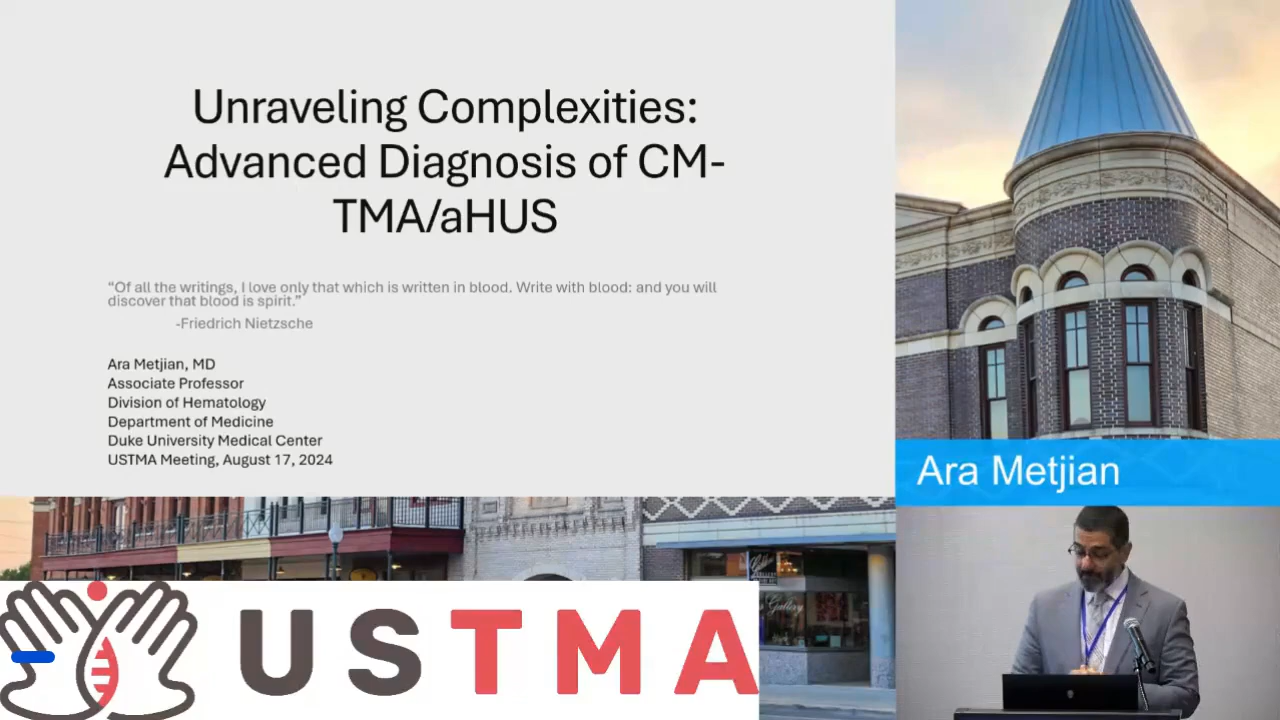 Unraveling Complexities:
Advanced Diagnosis of CM-
TMA/aHUS
“Of all the writings, I love only that which is written in blood. Write with blood: and you will
discover that blood is spirit.”
-Friedrich Nietzsche
Ara Metjian, MD
Associate Professor
Division of Hematology
Department of Medicine
Duke University Medical Center
USTMA Meeting, August 17, 2024
Ara Metjian
Gallery
USTMA